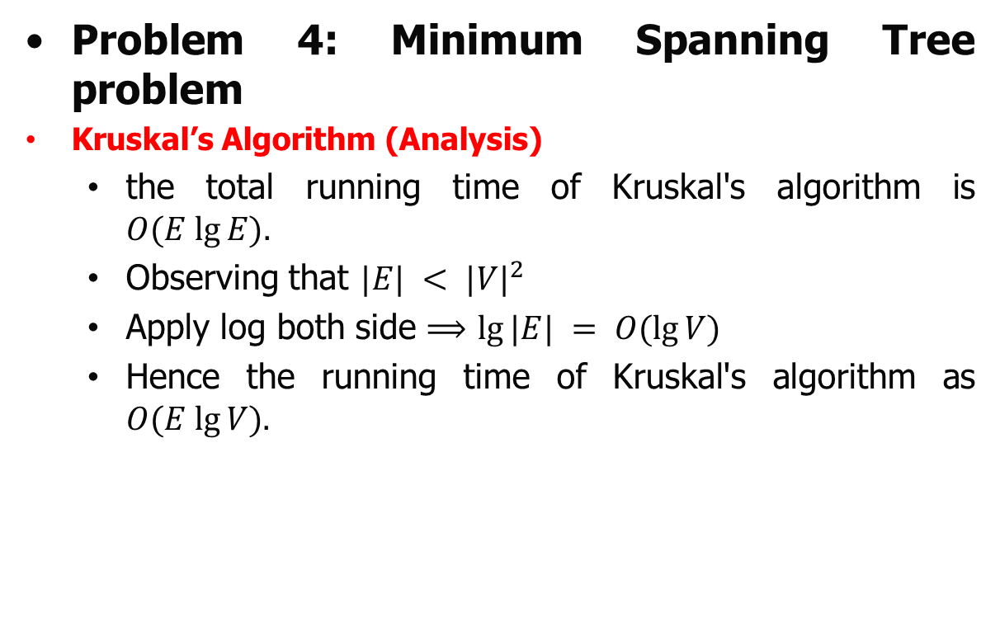 • Problem 4: Minimum Spanning Tree
problem
• Kruskal’s Algorithm (Analysis)
• the total running time of Kruskal's algorithm is
O(E lg E).
• Observing that |E| < |V|²
• Apply log both side ⟹ lg|E| = O(lg V)
• Hence the running time of Kruskal's algorithm as
O(E lg V).